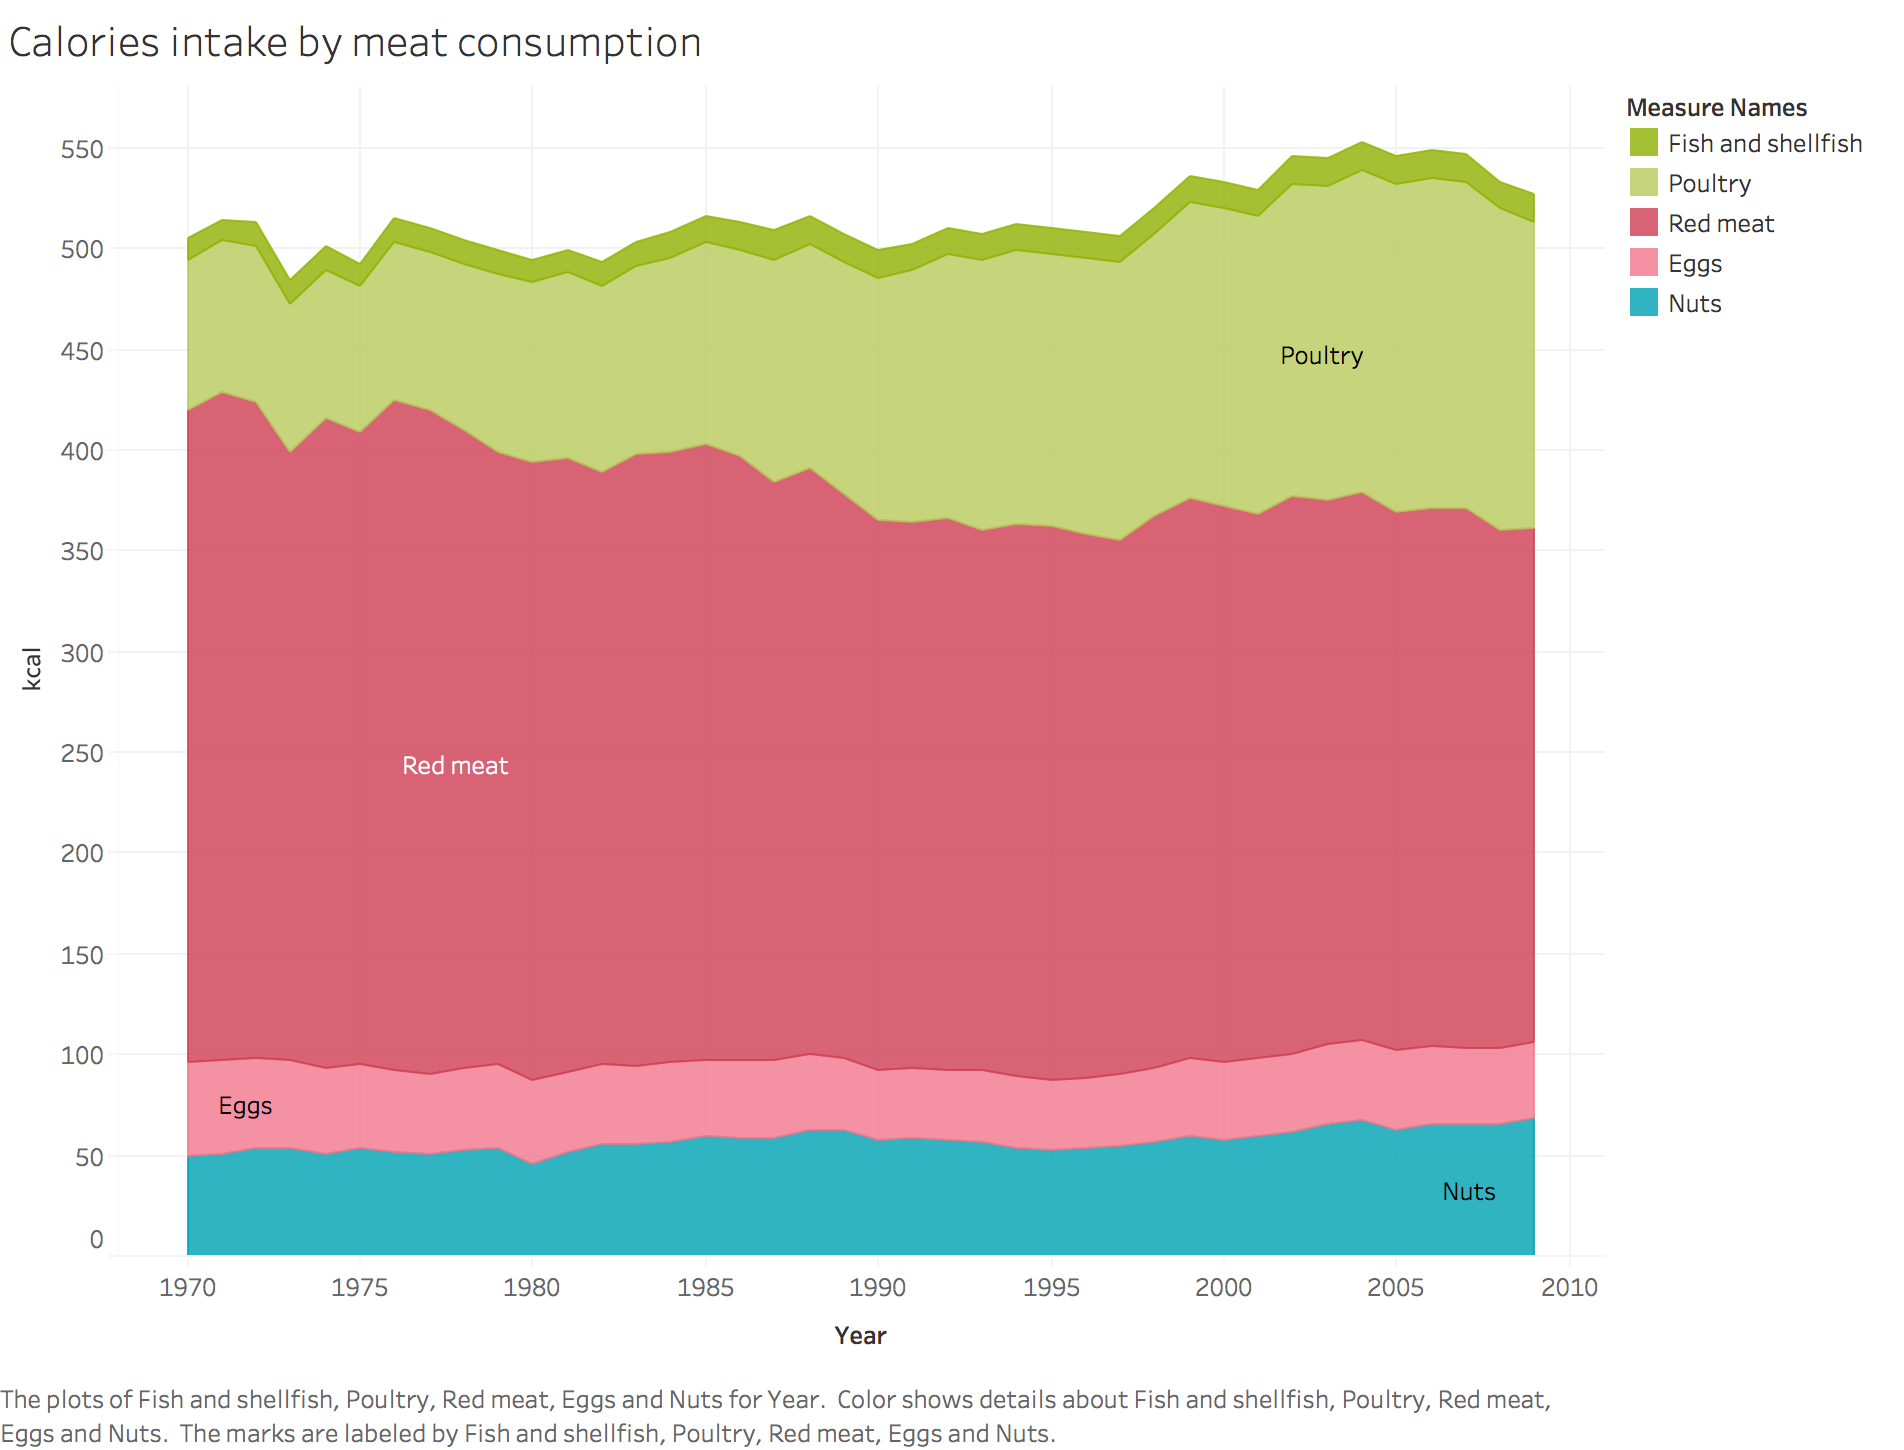 Calories intake by meat consumption
Measure Names
Fish and shellfish
Poultry
Red meat
Eggs
Nuts
550
500
450
400
350
300
250
200
150
100
50
0
kcal
Poultry
Red meat
Eggs
Nuts
1970 1975 1980 1985 1990 1995 2000 2005 2010
Year
The plots of Fish and shellfish, Poultry, Red meat, Eggs and Nuts for Year.  Color shows details about Fish and shellfish, Poultry, Red meat,
Eggs and Nuts.  The marks are labeled by Fish and shellfish, Poultry, Red meat, Eggs and Nuts.